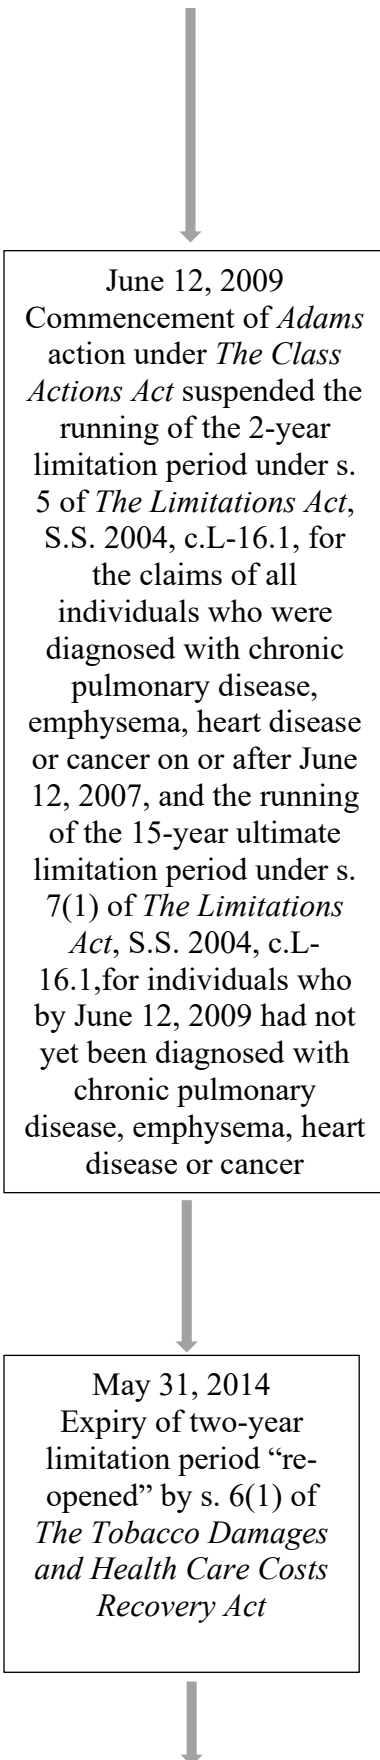 June 12, 2009
Commencement of Adams
action under The Class
Actions Act suspended the
running of the 2-year
limitation period under s.
5 of The Limitations Act,
S.S. 2004, c.L-16.1, for
the claims of all
individuals who were
diagnosed with chronic
pulmonary disease,
emphysema, heart disease
or cancer on or after June
12, 2007, and the running
of the 15-year ultimate
limitation period under s.
7(1) of The Limitations
Act, S.S. 2004, c.L-
16.1,for individuals who
by June 12, 2009 had not
yet been diagnosed with
chronic pulmonary
disease, emphysema, heart
disease or cancer
May 31, 2014
Expiry of two-year
limitation period “re-
opened” by s. 6(1) of
The Tobacco Damages
and Health Care Costs
Recovery Act